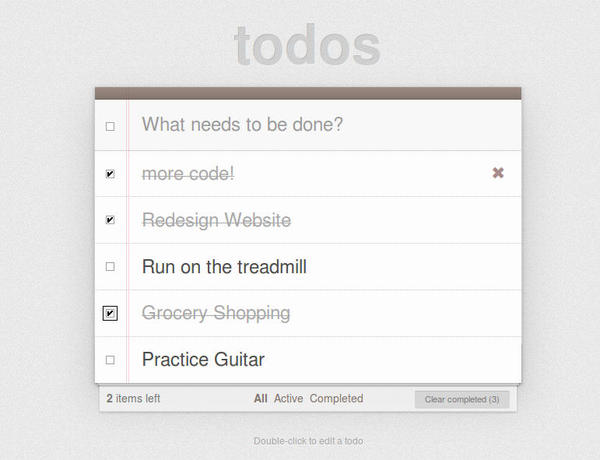 todos
What needs to be done?
more code!
Redesign Website
Run on the treadmill
Grocery Shopping
Practice Guitar
2 items left All Active Completed Clear completed (3)
Double-click to edit a todo